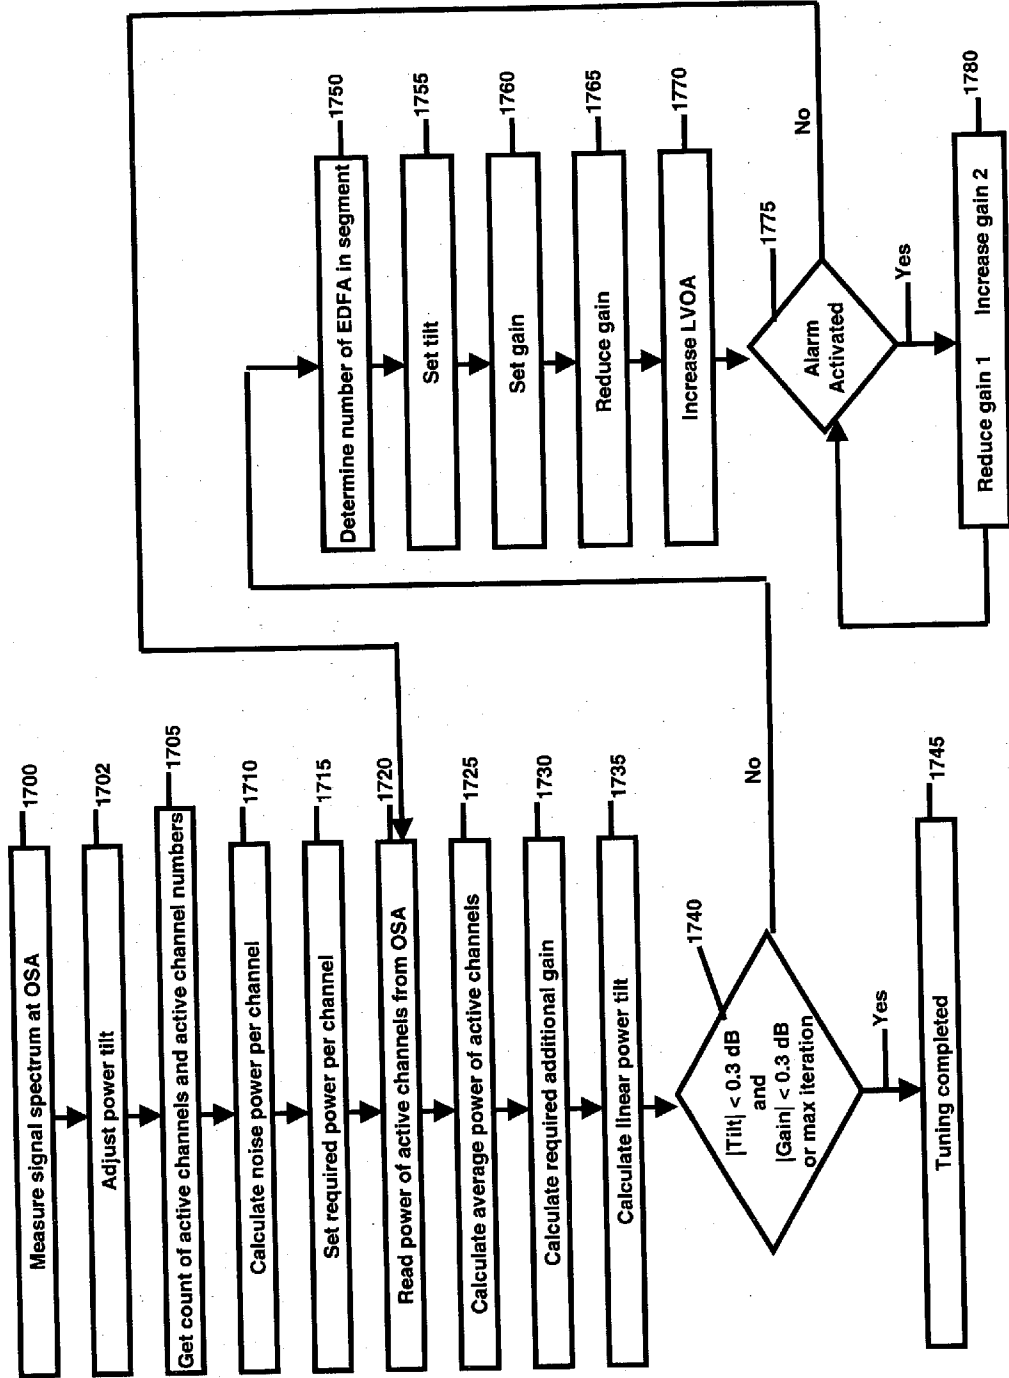 Measure signal spectrum at OSA
1700
Adjust power tilt
1702
Get count of active channels and active channel numbers
1705
Calculate noise power per channel
1710
Set required power per channel
1715
Read power of active channels from OSA
1720
Calculate average power of active channels
1725
Calculate required additional gain
1730
Calculate linear power tilt
1735
|Tilt| < 0.3 dB
and
|Gain| < 0.3 dB
or max iteration
1740
No
Yes
Tuning completed
1745
Determine number of EDFA in segment
1750
Set tilt
1755
Set gain
1760
Reduce gain
1765
Increase LVOA
1770
Alarm
Activated
1775
No
Yes
Reduce gain 1 Increase gain 2
1780